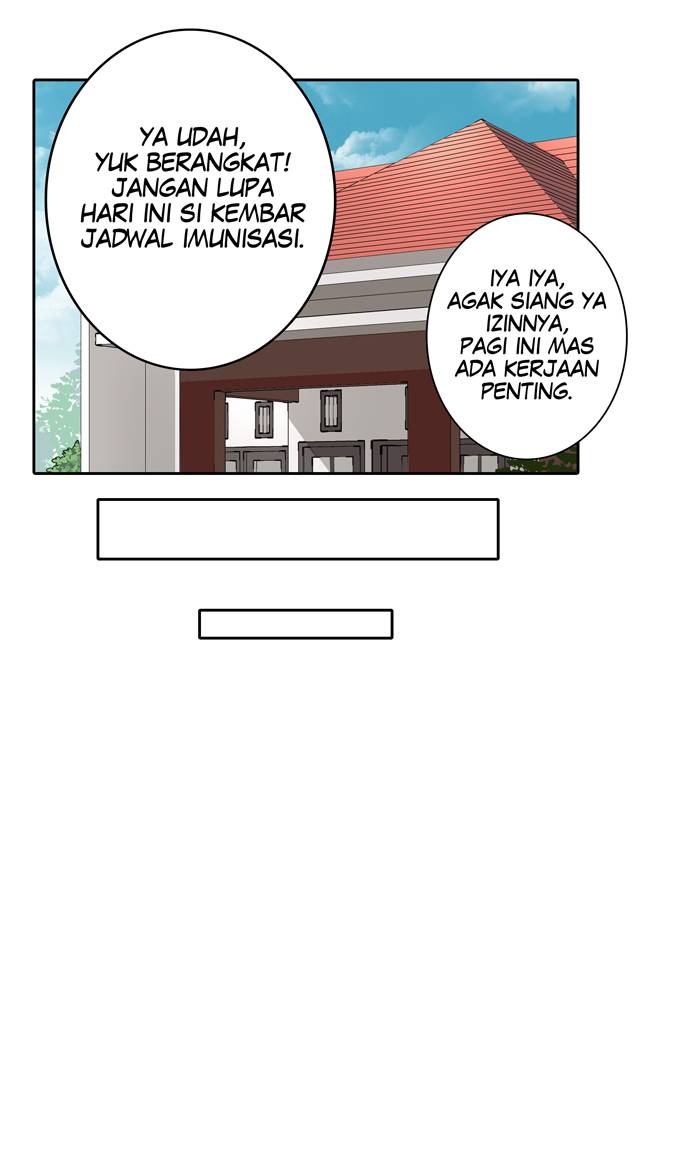 YA UDAH,
YUK BERANGKAT!
JANGAN LUPA
HARI INI SI KEMBAR
JADWAL IMUNISASI.
IYA IYA,
AGAK SIANG YA
IZINNYA,
PAGI INI MAS
ADA KERJAAN
PENTING.